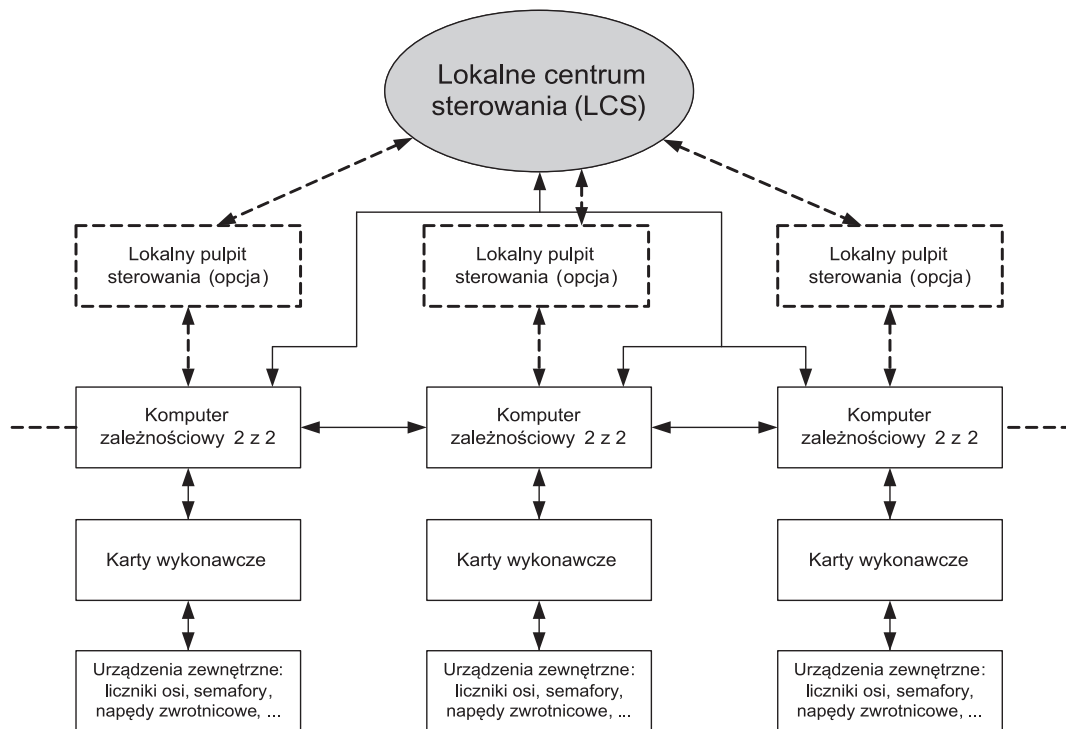 Lokalne centrum
sterowania (LCS)
Lokalny pulpit
sterowania (opcja)
Lokalny pulpit
sterowania (opcja)
Lokalny pulpit
sterowania (opcja)
Komputer
zależnościowy 2 z 2
Komputer
zależnościowy 2 z 2
Komputer
zależnościowy 2 z 2
Karty wykonawcze
Karty wykonawcze
Karty wykonawcze
Urządzenia zewnętrzne:
liczniki osi, semafory,
napędy zwrotnicowe, ...
Urządzenia zewnętrzne:
liczniki osi, semafory,
napędy zwrotnicowe, ...
Urządzenia zewnętrzne:
liczniki osi, semafory,
napędy zwrotnicowe, ...